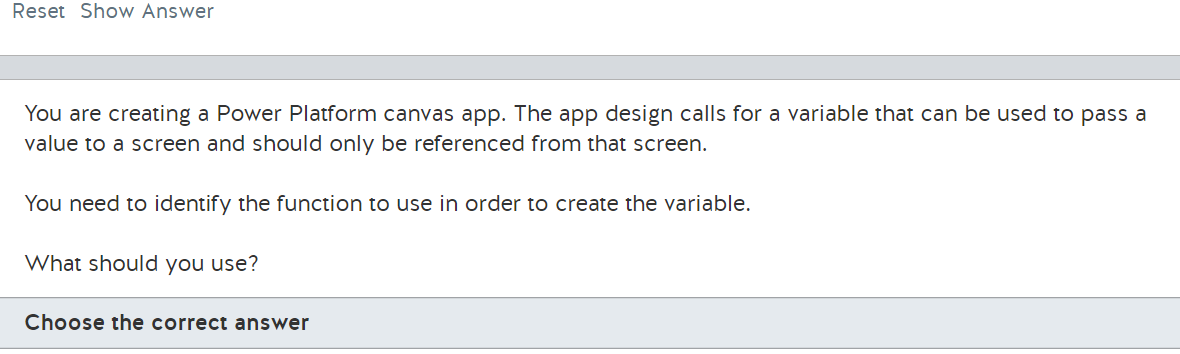 Reset Show Answer
You are creating a Power Platform canvas app. The app design calls for a variable that can be used to pass a
value to a screen and should only be referenced from that screen.
You need to identify the function to use in order to create the variable.
What should you use?
Choose the correct answer